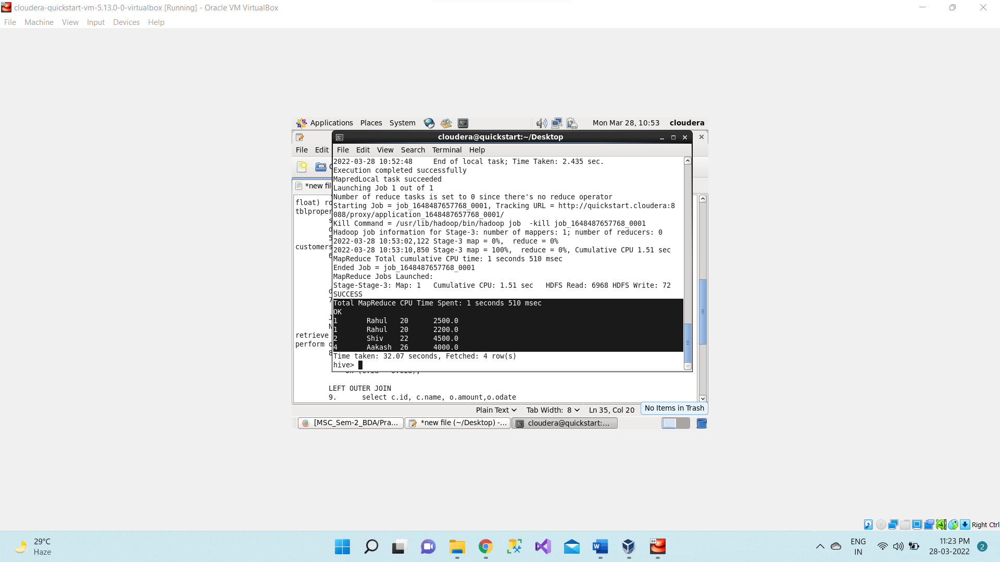 cloudera-quickstart-vm-5.13.0-0-virtualbox [Running] - Oracle VM VirtualBox
File Machine View Input Devices Help
Applications Places System Mon Mar 28, 10:53 cloudera
cloudera@quickstart:~/Desktop
File Edit
File Edit View Search Terminal Help
*new fil
float) ro
tblproper
customers
retrieve
perform
2022-03-28 10:52:48     End of local task; Time Taken: 2.435 sec.
Execution completed successfully
MapredLocal task succeeded
Launching Job 1 out of 1
Number of reduce tasks is set to 0 since there's no reduce operator
Starting Job = job_1648487657768_0001, Tracking URL = http://quickstart.cloudera:8
088/proxy/application_1648487657768_0001/
Kill Command = /usr/lib/hadoop/bin/hadoop job  -kill job_1648487657768_0001
Hadoop job information for Stage-3: number of mappers: 1; number of reducers: 0
2022-03-28 10:53:02,122 Stage-3 map = 0%,  reduce = 0%
2022-03-28 10:53:10,850 Stage-3 map = 100%,  reduce = 0%, Cumulative CPU 1.51 sec
MapReduce Total cumulative CPU time: 1 seconds 510 msec
Ended Job = job_1648487657768_0001
MapReduce Jobs Launched:
Stage-Stage-3: Map: 1   Cumulative CPU: 1.51 sec   HDFS Read: 6968 HDFS Write: 72
SUCCESS
Total MapReduce CPU Time Spent: 1 seconds 510 msec
OK
1       Rahul   20      2500.0
1       Rahul   20      2200.0
2       Shiv    22      4500.0
4       Aakash  26      4000.0
Time taken: 32.07 seconds, Fetched: 4 row(s)
hive>
LEFT OUTER JOIN
9.      select c.id, c.name, o.amount,o.odate
Plain Text Tab Width: 8 Ln 35, Col 20 No Items in Trash
[MSC_Sem-2_BDA/Pra... *new file (~/Desktop) -... cloudera@quickstart:...
Right Ctrl
29°C
Haze
ENG
IN
11:23 PM
28-03-2022
2